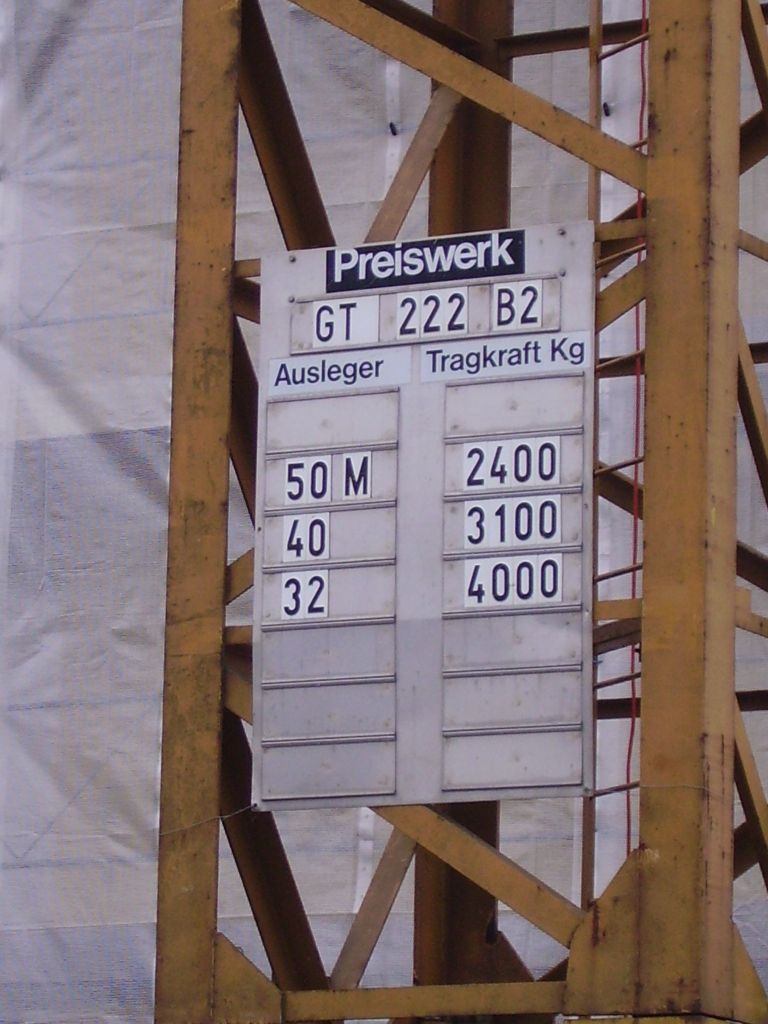 Preiswerk
GT 222 B2
Ausleger Tragkraft Kg
50 M 2400
40 3100
32 4000